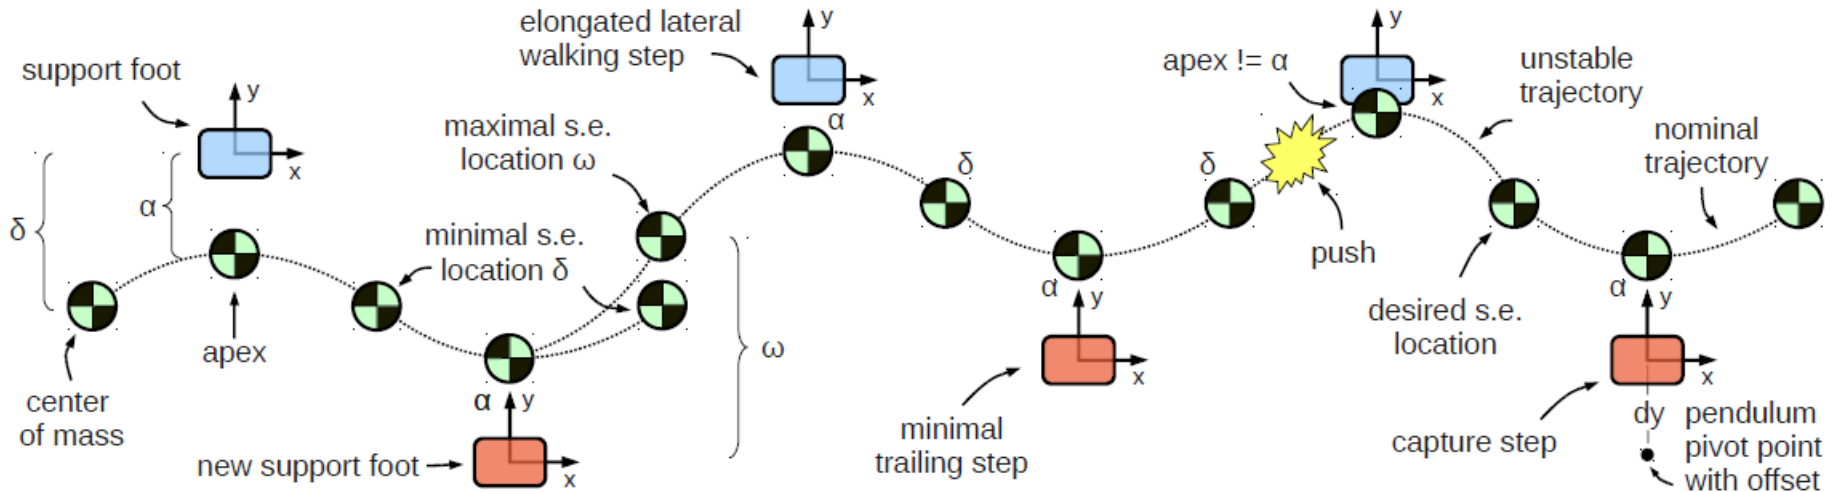 support foot
y
x
δ
α
center
of mass
apex
maximal s.e.
location ω
minimal s.e.
location δ
α
y
x
new support foot
elongated lateral
walking step
y
x
α
ω
δ
α
y
x
minimal
trailing step
δ
push
apex != α
y
x
unstable
trajectory
nominal
trajectory
desired s.e.
location
α
y
x
capture step
dy
pendulum
pivot point
with offset